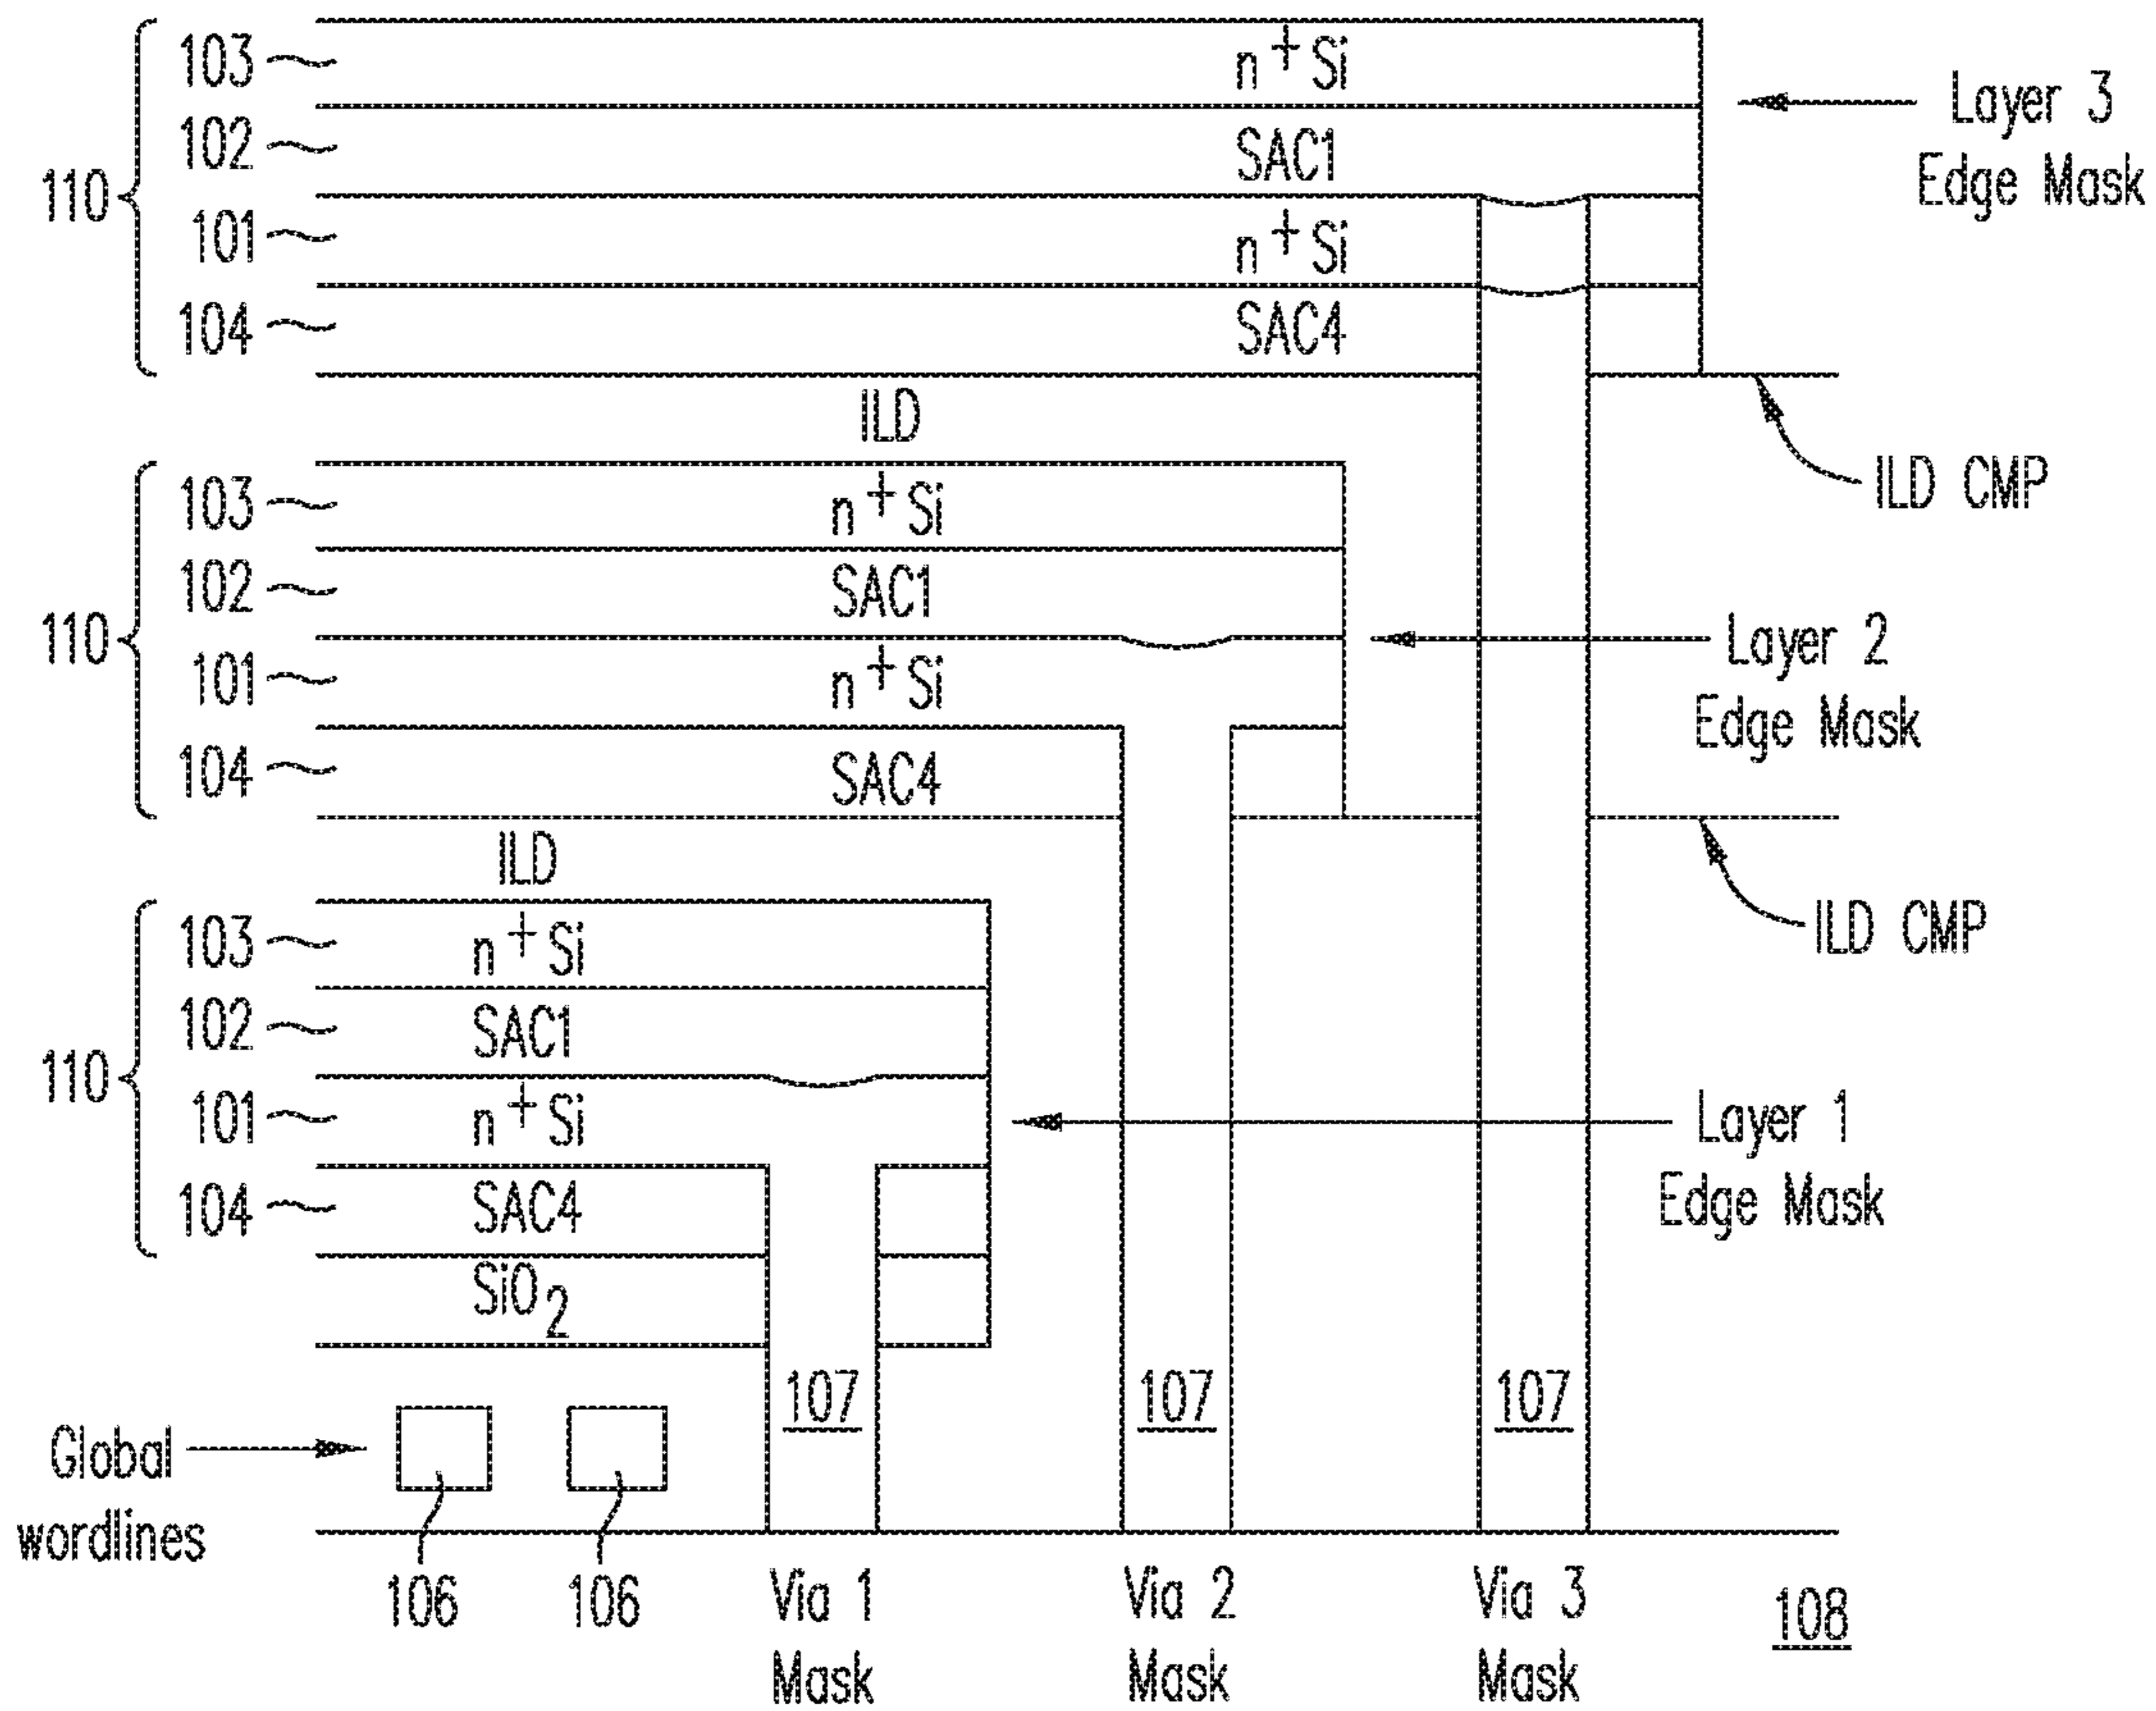 103
n+Si
Layer 3
Edge Mask
102
SAC1
110
101
n+Si
104
SAC4
ILD
ILD CMP
103
n+Si
102
SAC1
110
Layer 2
Edge Mask
101
n+Si
104
SAC4
ILD
ILD CMP
103
n+Si
102
SAC1
110
101
n+Si
Layer 1
Edge Mask
104
SAC4
SiO2
107
107
107
Global
wordlines
106
106
Via 1
Mask
Via 2
Mask
Via 3
Mask
108